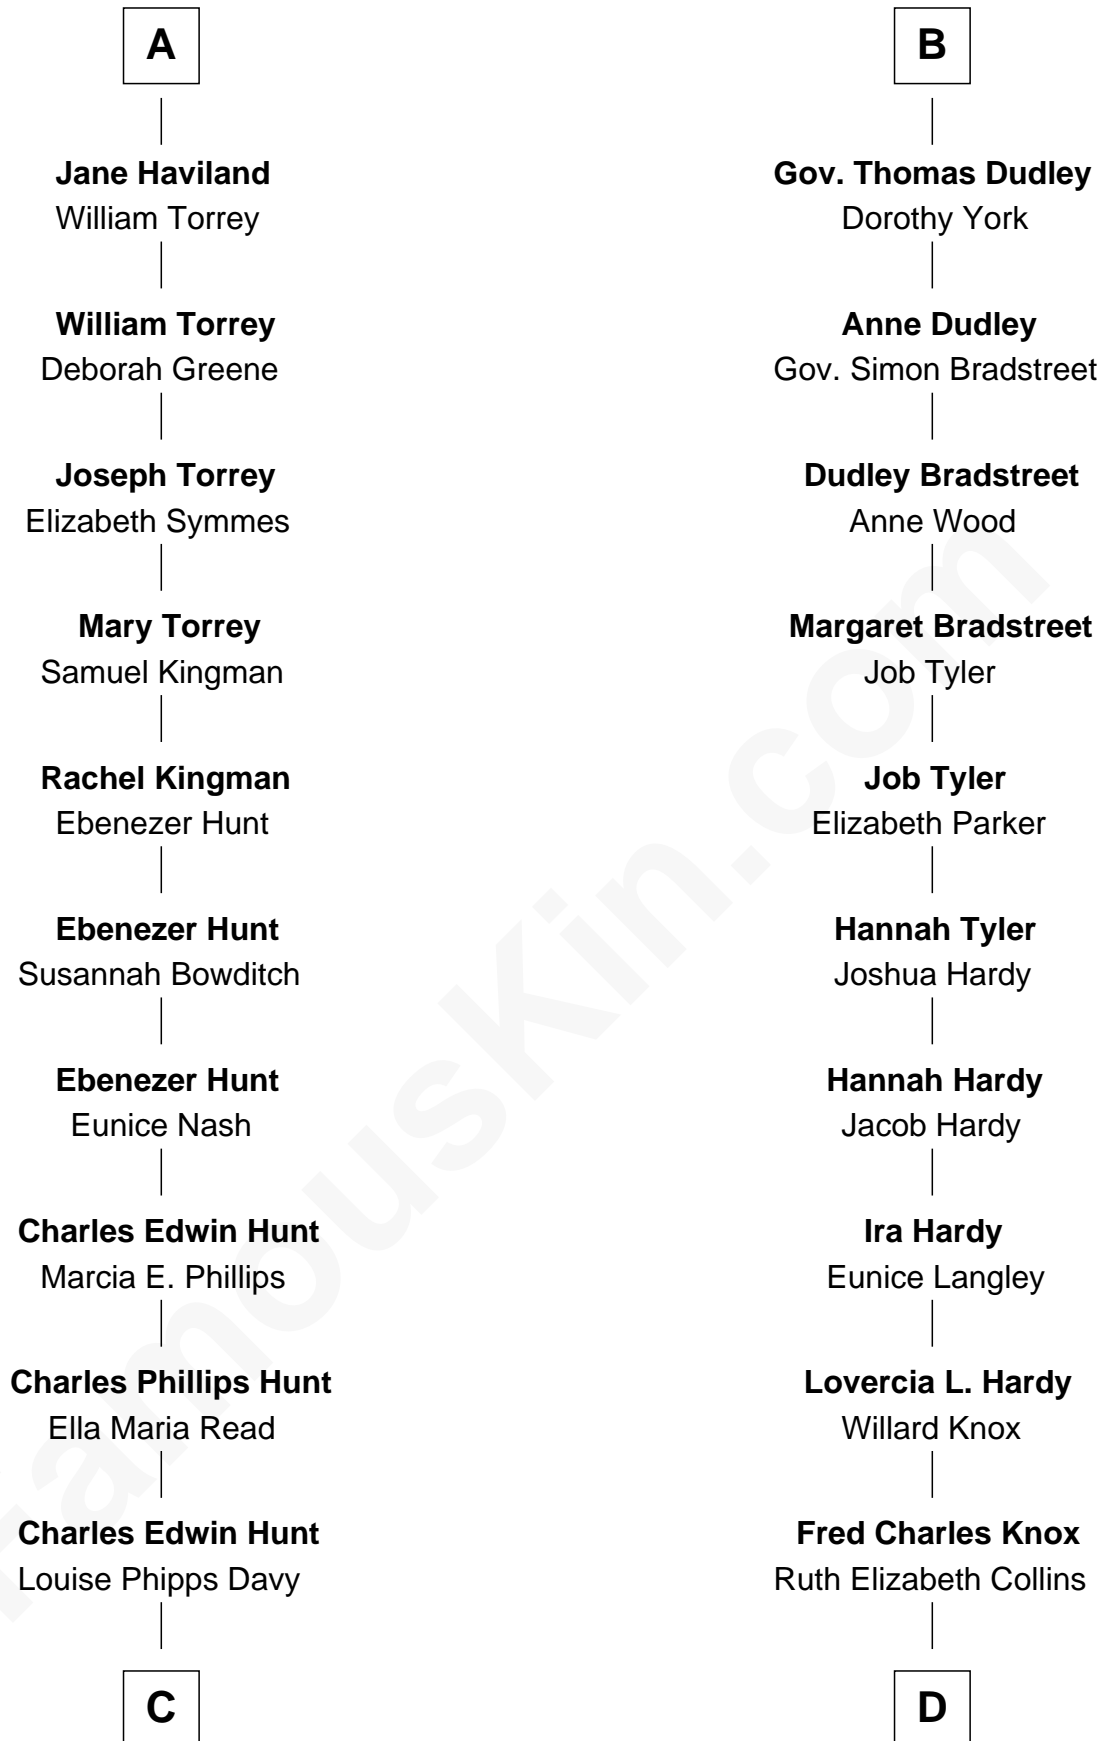 A
Jane Haviland
William Torrey
William Torrey
Deborah Greene
Joseph Torrey
Elizabeth Symmes
Mary Torrey
Samuel Kingman
Rachel Kingman
Ebenezer Hunt
Ebenezer Hunt
Susannah Bowditch
Ebenezer Hunt
Eunice Nash
Charles Edwin Hunt
Marcia E. Phillips
Charles Phillips Hunt
Ella Maria Read
Charles Edwin Hunt
Louise Phipps Davy
C
B
Gov. Thomas Dudley
Dorothy York
Anne Dudley
Gov. Simon Bradstreet
Dudley Bradstreet
Anne Wood
Margaret Bradstreet
Job Tyler
Job Tyler
Elizabeth Parker
Hannah Tyler
Joshua Hardy
Hannah Hardy
Jacob Hardy
Ira Hardy
Eunice Langley
Lovercia L. Hardy
Willard Knox
Fred Charles Knox
Ruth Elizabeth Collins
D
FamousKin.com